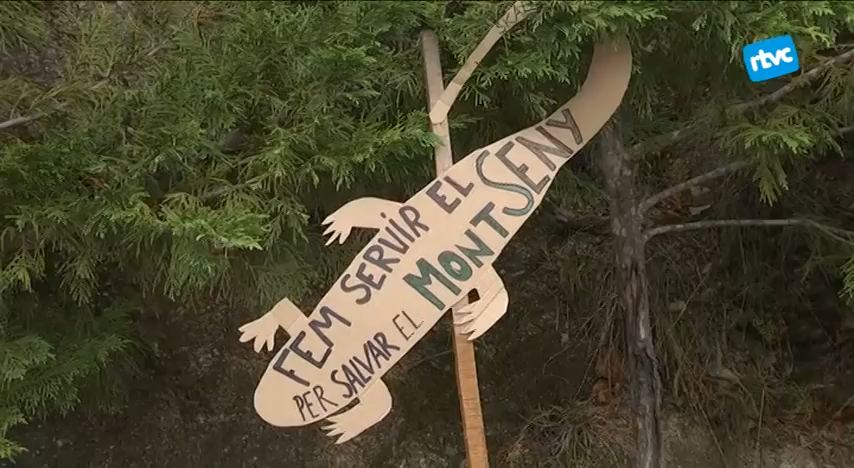 rtvc
FEM SERVIR EL
MONTSENY
PER SALVAR EL